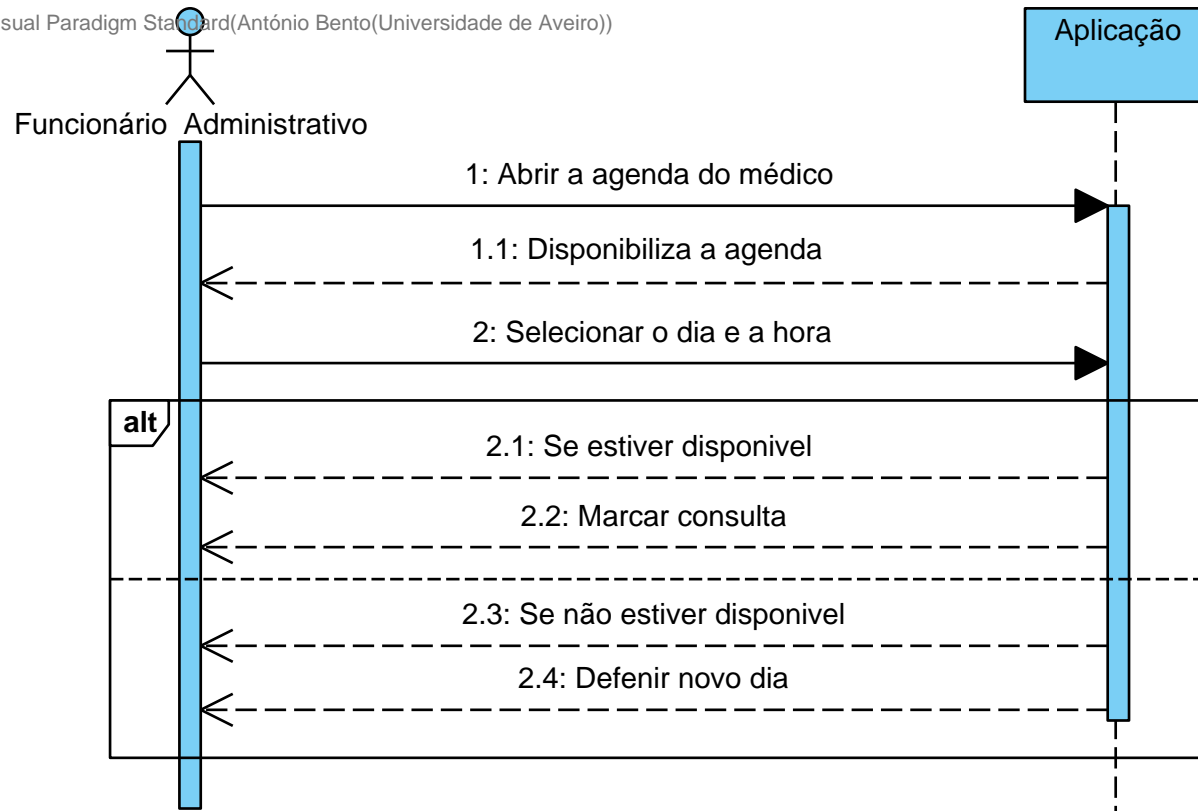 sual Paradigm Standard(António Bento(Universidade de Aveiro))
Aplicação
Funcionário Administrativo
1: Abrir a agenda do médico
1.1: Disponibiliza a agenda
2: Selecionar o dia e a hora
alt
2.1: Se estiver disponivel
2.2: Marcar consulta
2.3: Se não estiver disponivel
2.4: Defenir novo dia